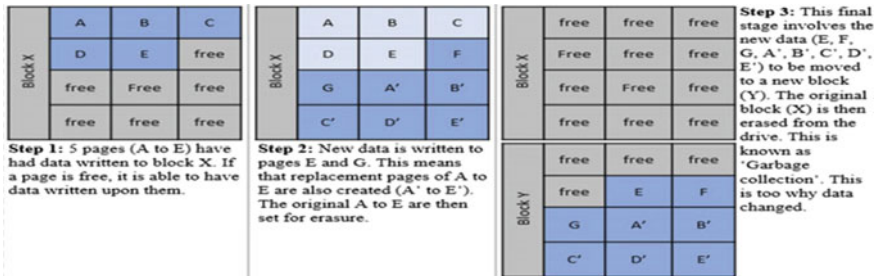 Block X
A B C
D E free
free Free free
free free free
Step 1: 5 pages (A to E) have
had data written to block X. If
a page is free, it is able to have
data written upon them.
Block X
A B C
D E F
G A' B'
C' D' E'
Step 2: New data is written to
pages E and G. This means
that replacement pages of A to
E are also created (A' to E').
The original A to E are then
set for erasure.
Block X
free free free
Free free free
free Free free
free free free
Block Y
free free free
free E F
G A' B'
C' D' E'
Step 3: This final
stage involves the
new data (E, F,
G, A', B', C', D',
E') to be moved
to a new block
(Y). The original
block (X) is then
erased from the
drive. This is
known as
'Garbage
collection'. This
is too why data
changed.